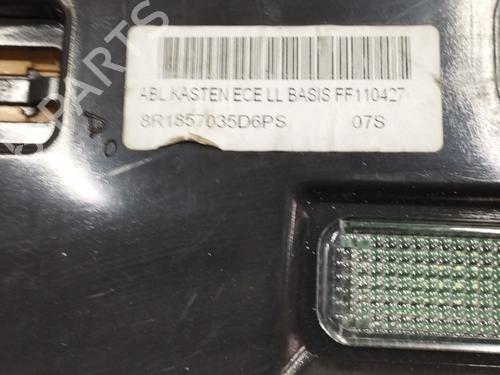 ABL.KASTEN ECE LL BASIS FF110427
8R1857035D6PS 07S